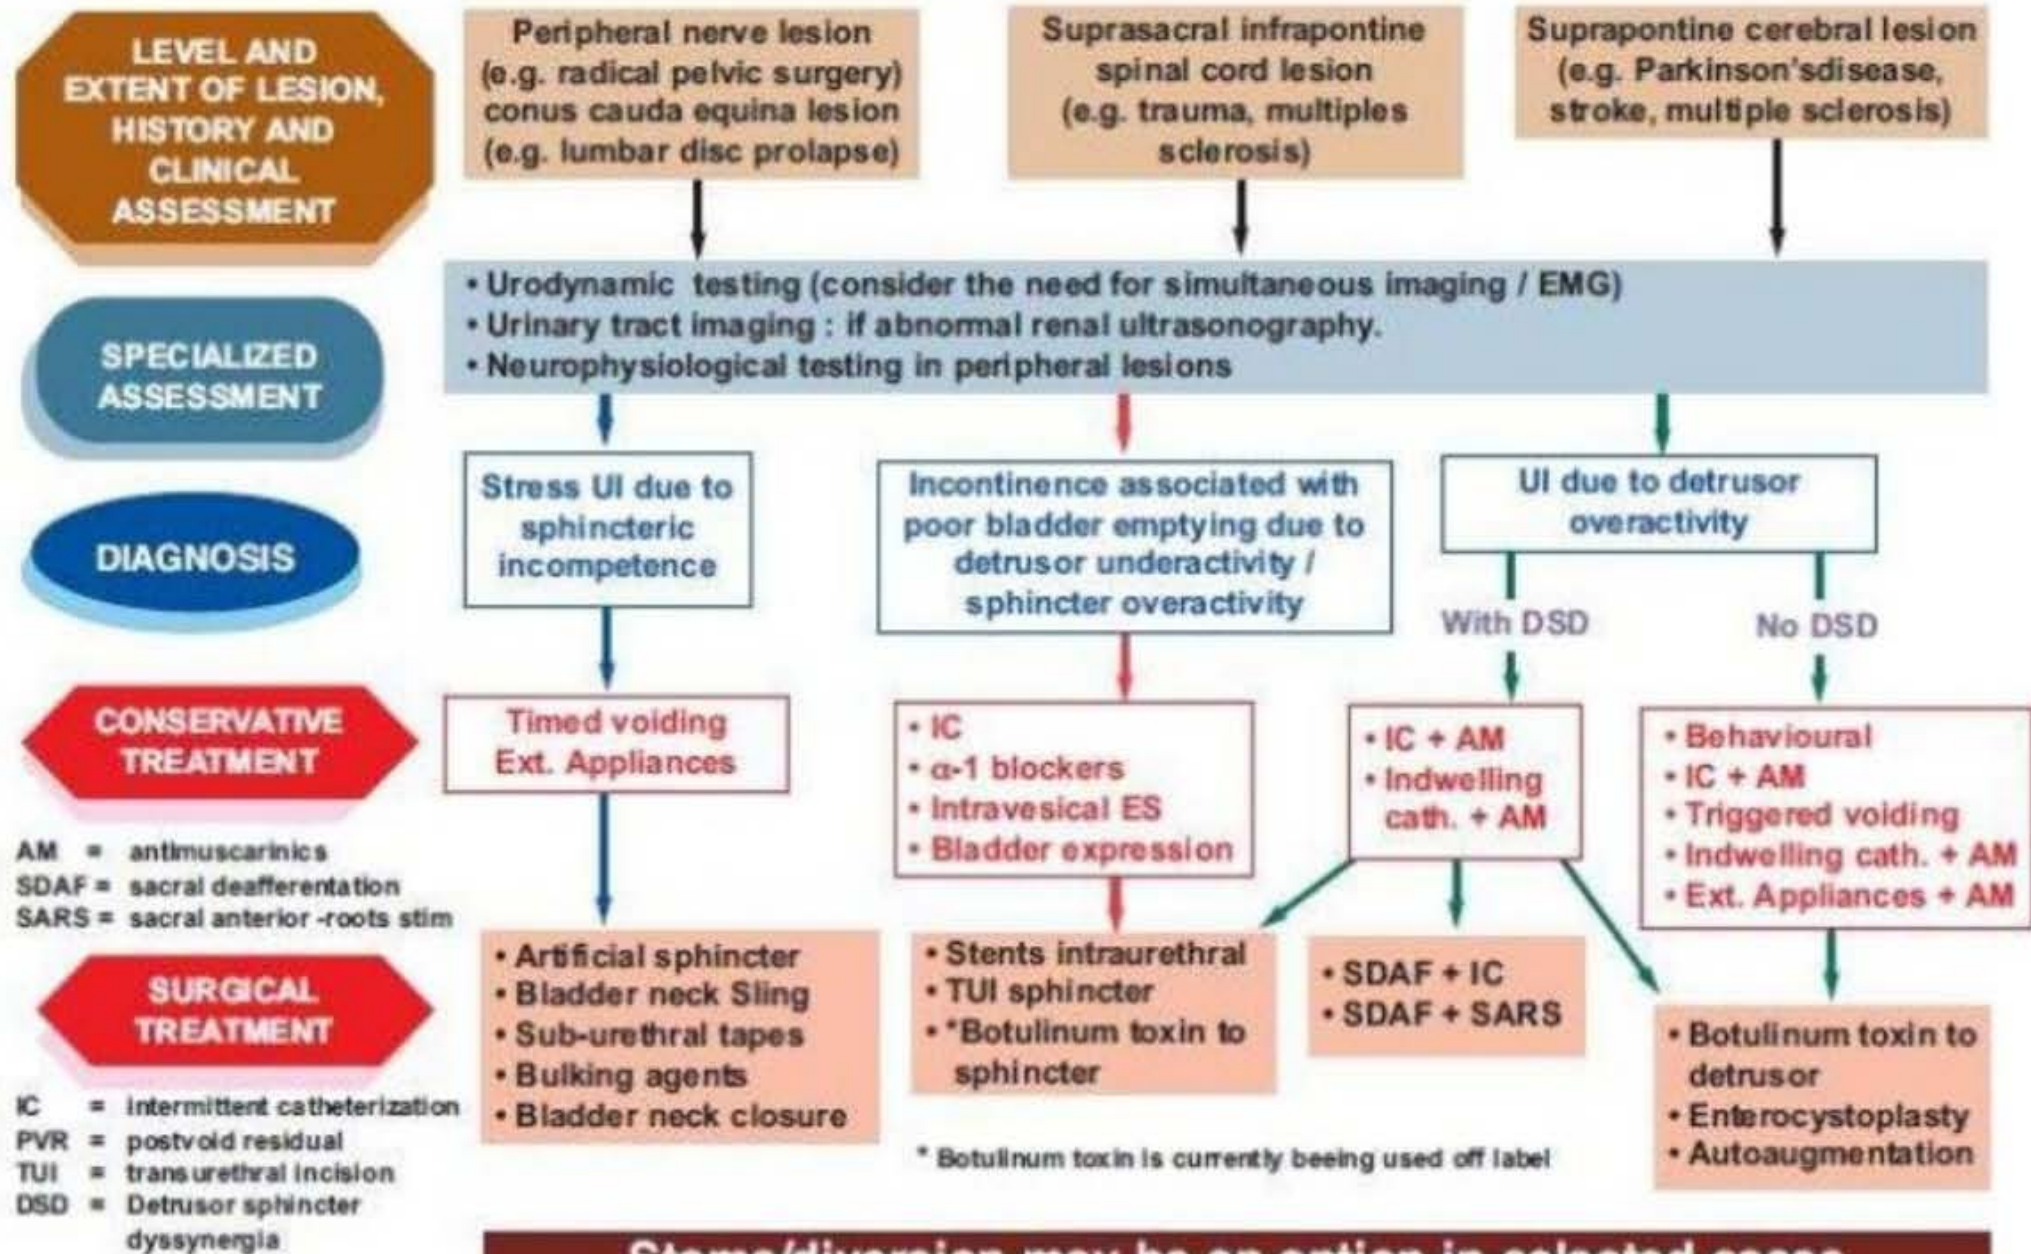 LEVEL AND
EXTENT OF LESION,
HISTORY AND
CLINICAL
ASSESSMENT
Peripheral nerve lesion
(e.g. radical pelvic surgery)
conus cauda equina lesion
(e.g. lumbar disc prolapse)
Suprasacral infrapontine
spinal cord lesion
(e.g. trauma, multiples
sclerosis)
Suprapontine cerebral lesion
(e.g. Parkinson'sdisease,
stroke, multiple sclerosis)
SPECIALIZED
ASSESSMENT
• Urodynamic testing (consider the need for simultaneous imaging / EMG)
• Urinary tract imaging : if abnormal renal ultrasonography.
• Neurophysiological testing in peripheral lesions
DIAGNOSIS
Stress UI due to
sphincteric
incompetence
Incontinence associated with
poor bladder emptying due to
detrusor underactivity /
sphincter overactivity
UI due to detrusor
overactivity
With DSD
No DSD
CONSERVATIVE
TREATMENT
Timed voiding
Ext. Appliances
• IC
• α-1 blockers
• Intravesical ES
• Bladder expression
• IC + AM
• Indwelling
cath. + AM
• Behavioural
• IC + AM
• Triggered voiding
• Indwelling cath. + AM
• Ext. Appliances + AM
AM = antimuscarinics
SDAF = sacral deafferentation
SARS = sacral anterior -roots stim
SURGICAL
TREATMENT
• Artificial sphincter
• Bladder neck Sling
• Sub-urethral tapes
• Bulking agents
• Bladder neck closure
• Stents intraurethral
• TUI sphincter
• *Botulinum toxin to
sphincter
• SDAF + IC
• SDAF + SARS
• Botulinum toxin to
detrusor
• Enterocystoplasty
• Autoaugmentation
IC = intermittent catheterization
PVR = postvoid residual
TUI = transurethral incision
DSD = Detrusor sphincter
dyssynergia
* Botulinum toxin is currently beeing used off label
Stoma/diversion may be an option in selected cases